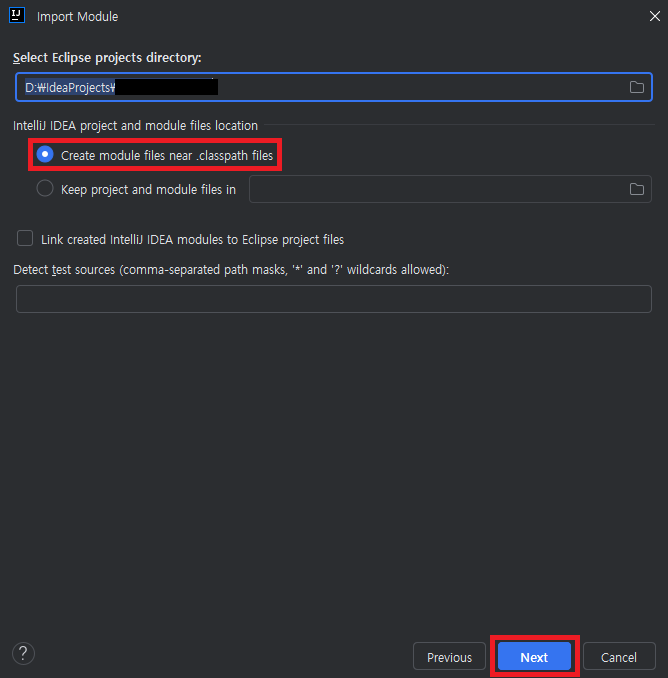 IJ
Import Module
Select Eclipse projects directory:
D:₩IdeaProjects₩
IntelliJ IDEA project and module files location
Create module files near .classpath files
Keep project and module files in
Link created IntelliJ IDEA modules to Eclipse project files
Detect test sources (comma-separated path masks, '*' and '?' wildcards allowed):
?
Previous
Next
Cancel